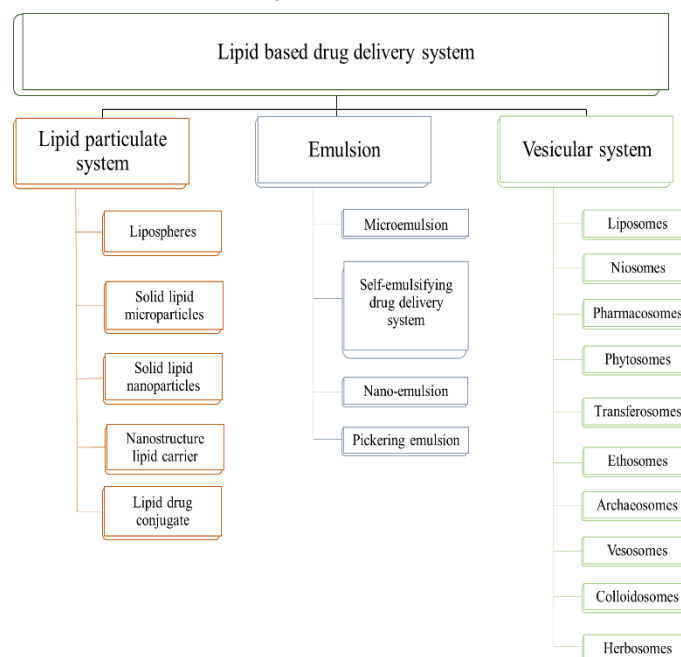 Lipid based drug delivery system
Lipid particulate
system
Lipospheres
Solid lipid
microparticles
Solid lipid
nanoparticles
Nanostructure
lipid carrier
Lipid drug
conjugate
Emulsion
Microemulsion
Self-emulsifying
drug delivery
system
Nano-emulsion
Pickering emulsion
Vesicular system
Liposomes
Niosomes
Pharmacosomes
Phytosomes
Transferosomes
Ethosomes
Archaeosomes
Vesosomes
Colloidosomes
Herbosomes